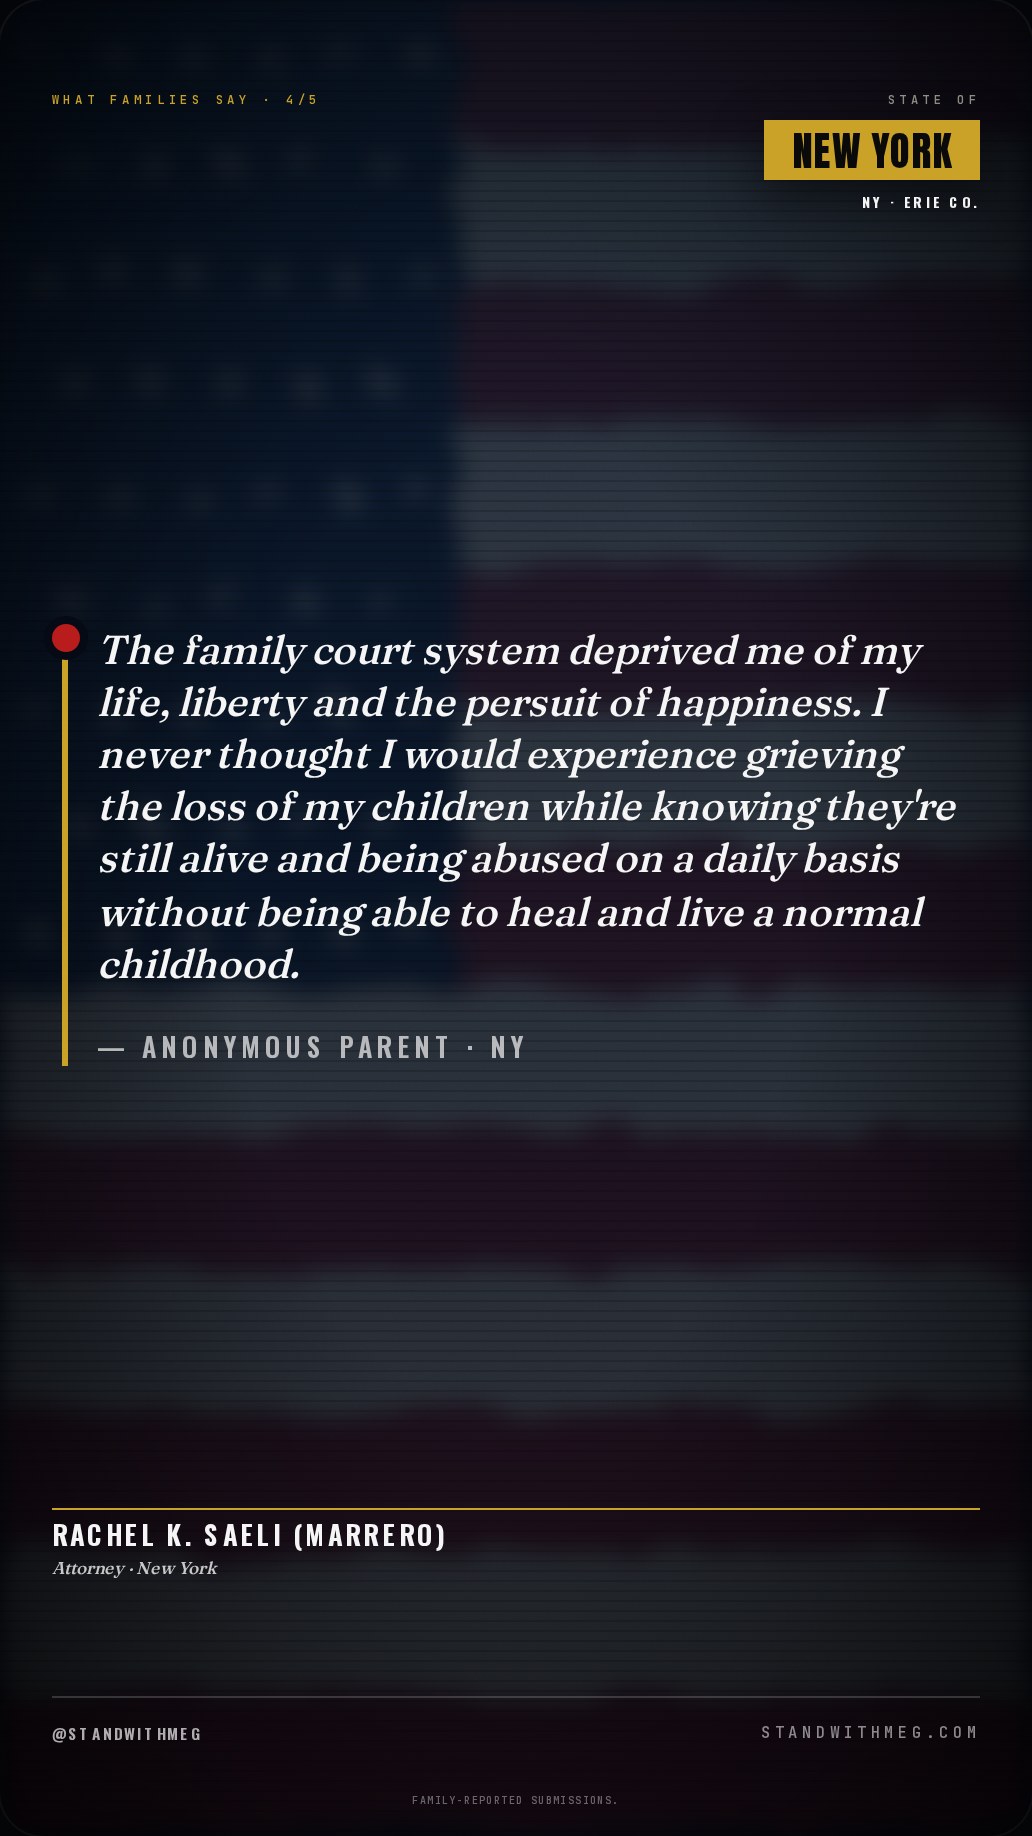 WHAT FAMILIES SAY · 4/5
STATE OF
NEW YORK
NY · ERIE CO.
The family court system deprived me of my
life, liberty and the persuit of happiness. I
never thought I would experience grieving
the loss of my children while knowing they're
still alive and being abused on a daily basis
without being able to heal and live a normal
childhood.
— ANONYMOUS PARENT · NY
RACHEL K. SAELI (MARRERO)
Attorney · New York
@STANDWITHMEG
STANDWITHMEG.COM
FAMILY-REPORTED SUBMISSIONS.